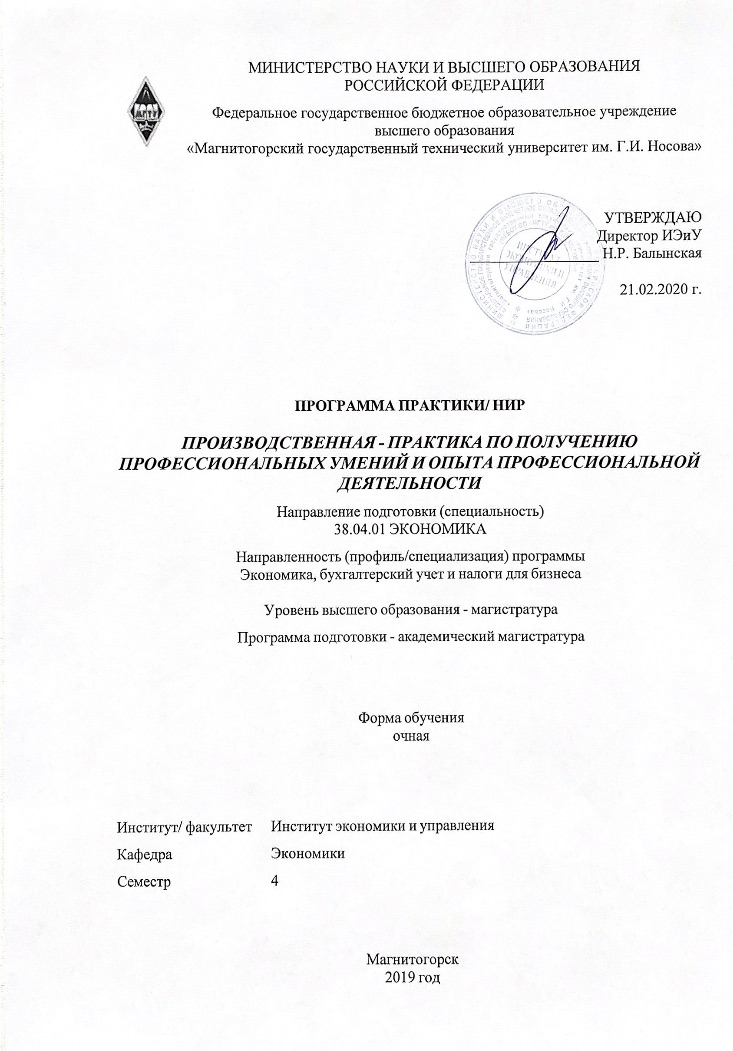 МИНИСТЕРСТВО НАУКИ И ВЫСШЕГО ОБРАЗОВАНИЯ
РОССИЙСКОЙ ФЕДЕРАЦИИ
Федеральное государственное бюджетное образовательное учреждение
высшего образования
«Магнитогорский государственный технический университет им. Г.И. Носова»
УТВЕРЖДАЮ
Директор ИЭиУ
Н.Р. Балынская
21.02.2020 г.
ИНСТИТУТ
ЭКОНОМИКИ И
УПРАВЛЕНИЯ
ПРОГРАММА ПРАКТИКИ/ НИР
ПРОИЗВОДСТВЕННАЯ - ПРАКТИКА ПО ПОЛУЧЕНИЮ
ПРОФЕССИОНАЛЬНЫХ УМЕНИЙ И ОПЫТА ПРОФЕССИОНАЛЬНОЙ
ДЕЯТЕЛЬНОСТИ
Направление подготовки (специальность)
38.04.01 ЭКОНОМИКА
Направленность (профиль/специализация) программы
Экономика, бухгалтерский учет и налоги для бизнеса
Уровень высшего образования - магистратура
Программа подготовки - академический магистратура
Форма обучения
очная
Институт/ факультет Институт экономики и управления
Кафедра Экономики
Семестр 4
Магнитогорск
2019 год